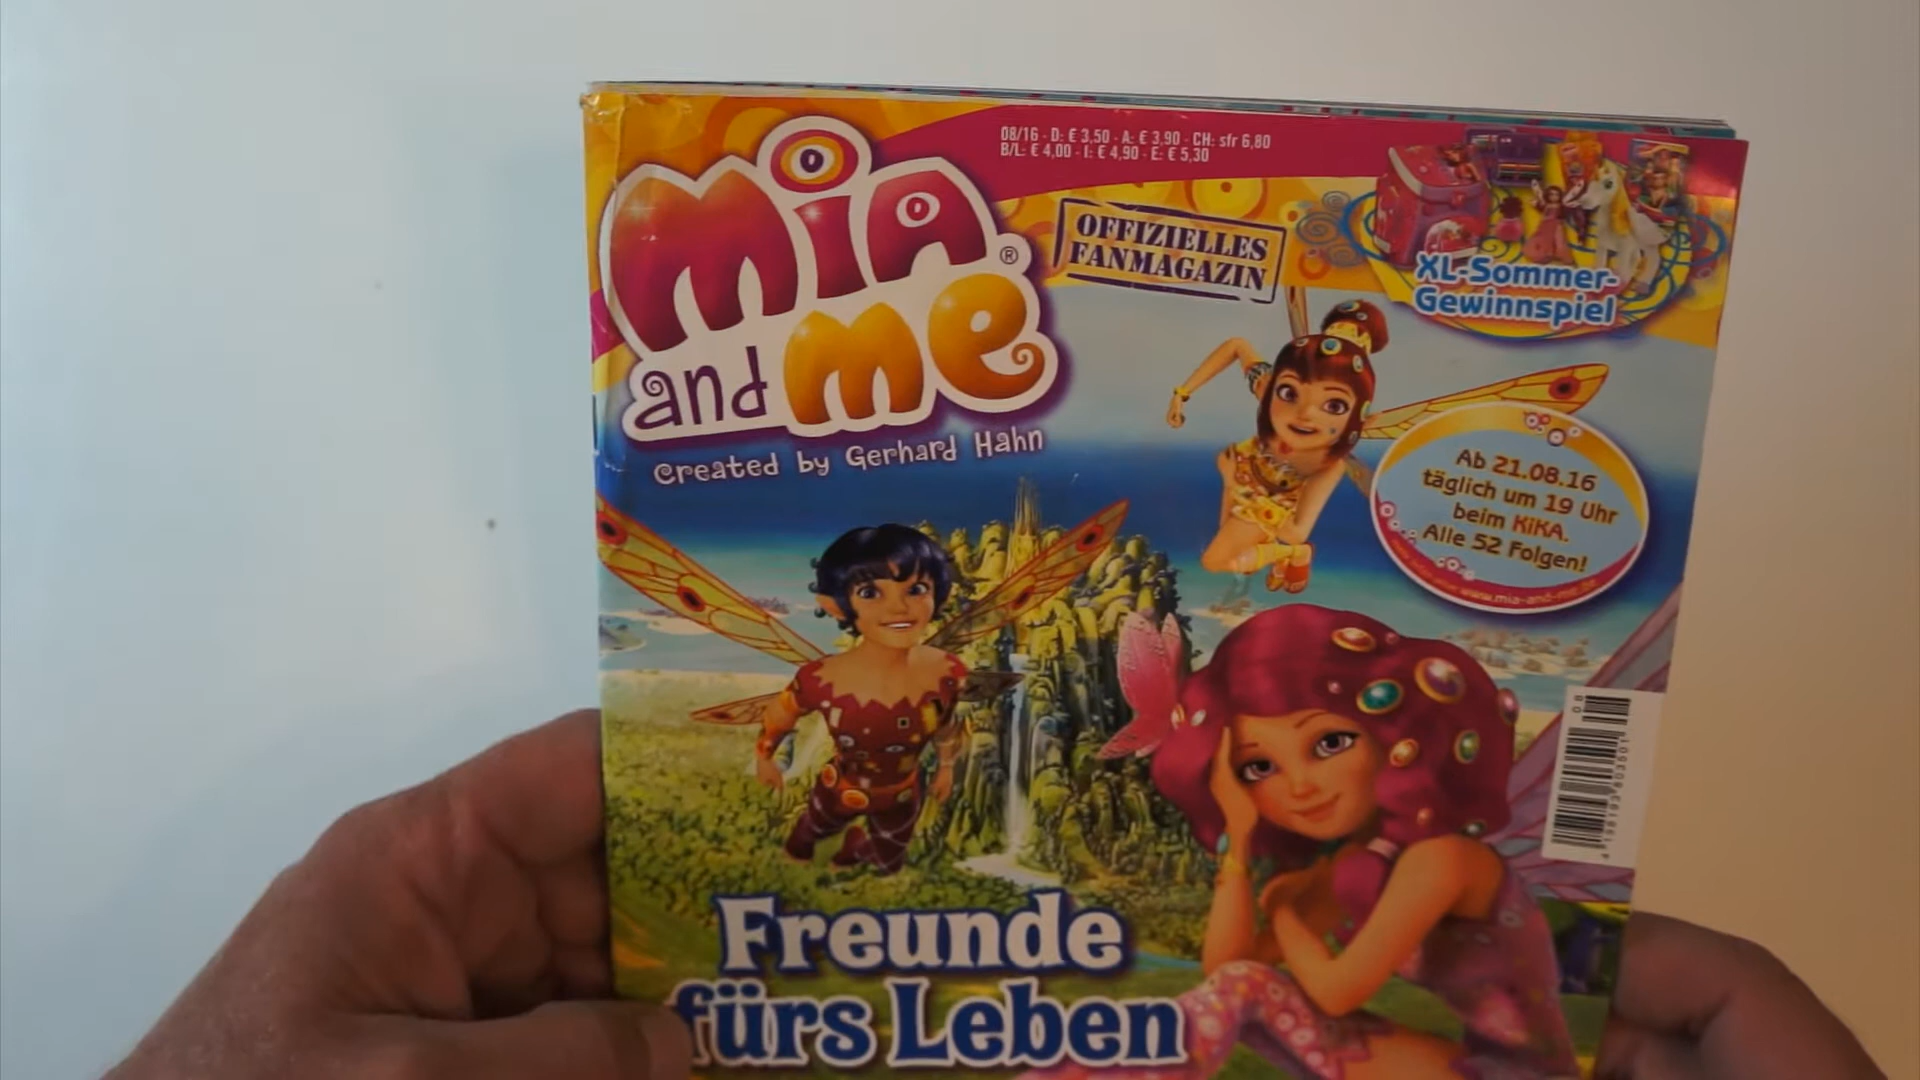 08/16 - D: € 3,50 - A: € 3,90 - CH: sfr 6,80
B/L: € 4,00 - I: € 4,90 - E: € 5,30
mia
and me®
Created by Gerhard Hahn
OFFIZIELLES
FANMAGAZIN
XL-Sommer-
Gewinnspiel
Ab 21.08.16
täglich um 19 Uhr
beim KiKA.
Alle 52 Folgen!
www.mia-and-me.de
08
Freunde
fürs Leben